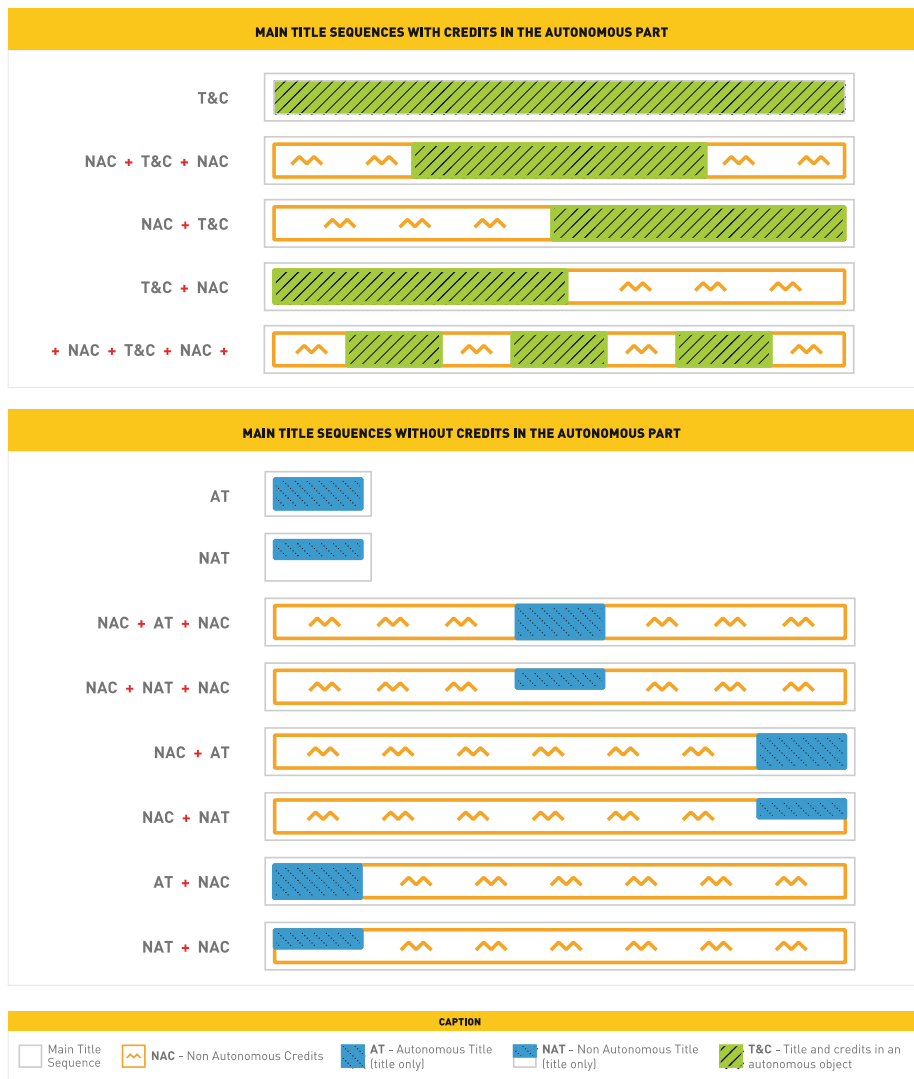 MAIN TITLE SEQUENCES WITH CREDITS IN THE AUTONOMOUS PART
T&C
NAC + T&C + NAC
NAC + T&C
T&C + NAC
+ NAC + T&C + NAC +
MAIN TITLE SEQUENCES WITHOUT CREDITS IN THE AUTONOMOUS PART
AT
NAT
NAC + AT + NAC
NAC + NAT + NAC
NAC + AT
NAC + NAT
AT + NAC
NAT + NAC
CAPTION
Main Title
Sequence
NAC - Non Autonomous Credits
AT - Autonomous Title
(title only)
NAT - Non Autonomous Title
(title only)
T&C - Title and credits in an
autonomous object